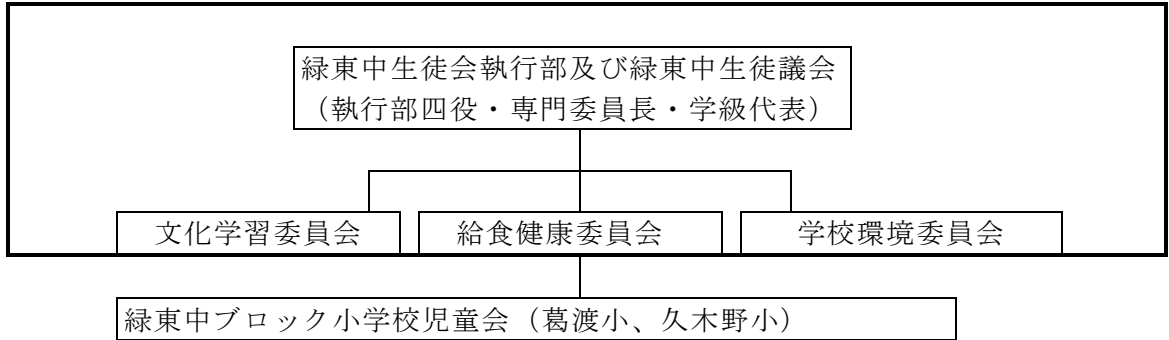 緑東中生徒会執行部及び緑東中生徒議会
（執行部四役・専門委員長・学級代表）
文化学習委員会
給食健康委員会
学校環境委員会
緑東中ブロック小学校児童会（葛渡小、久木野小）